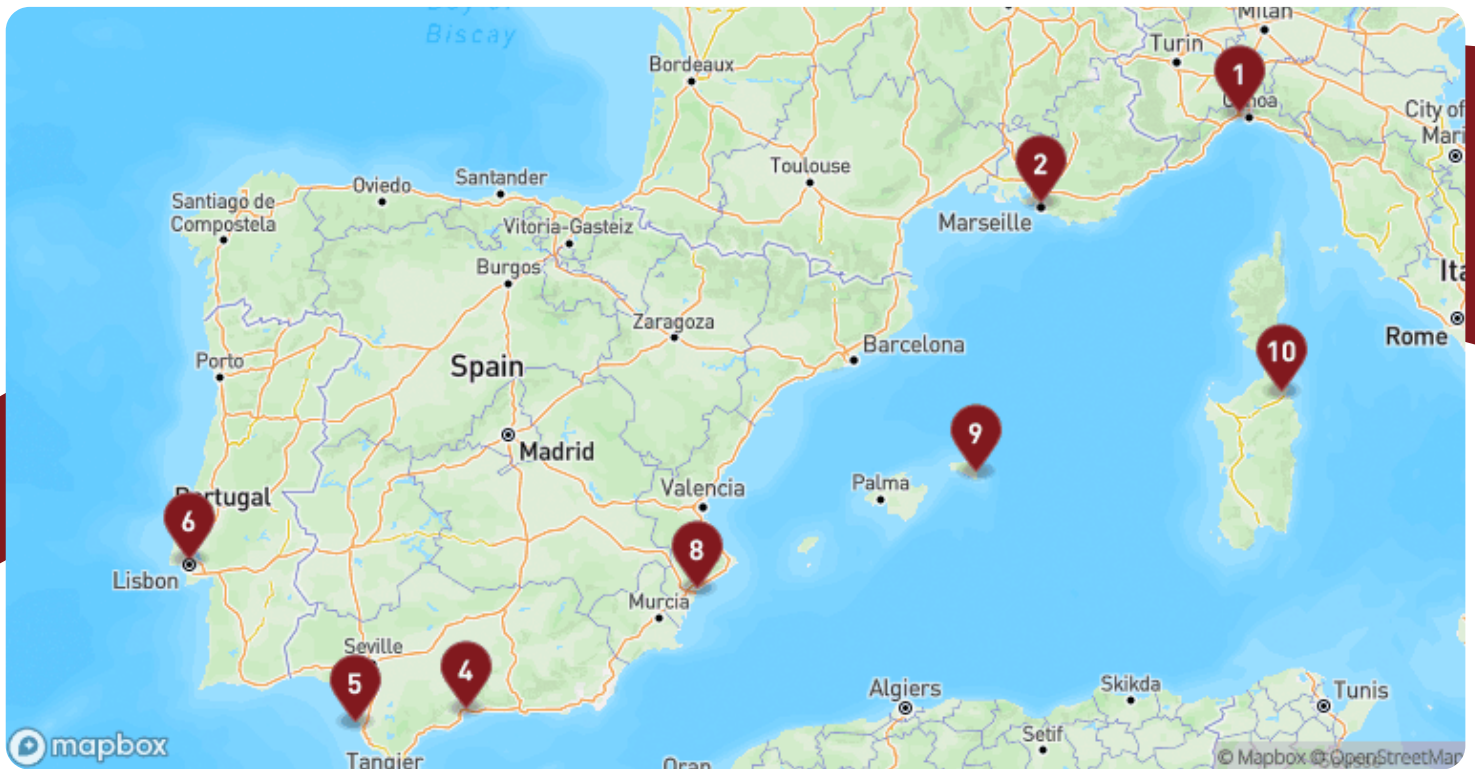 Biscay
Milan
Turin
Bordeaux
1
City of
Mari
2
Toulouse
Santander
Oviedo
Santiago de
Compostela
Marseille
Vitoria-Gasteiz
Burgos
Ita
Zaragoza
Rome
Barcelona
10
Porto
Spain
9
Madrid
Palma
Valencia
Portugal
6
8
Lisbon
Murcia
Seville
4
5
Algiers
Skikda
Tunis
Setif
mapbox
Tangier
Oran
© Mapbox © OpenStreetMap